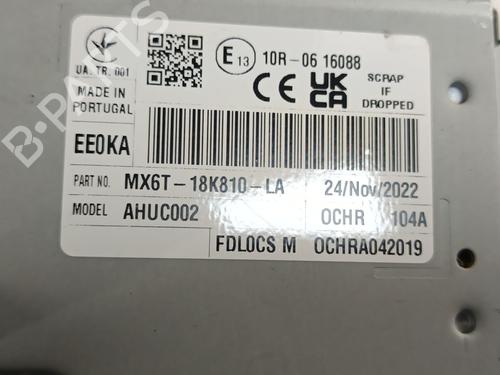 E13 10R-06 16088
UA.TR.001
CE UK CA
SCRAP
IF
DROPPED
MADE IN
PORTUGAL
EE0KA
PART NO. MX6T-18K810-LA 24/Nov/2022
MODEL AHUC002 OCHR 104A
FDLOCS M OCHRA042019
B-PARTS